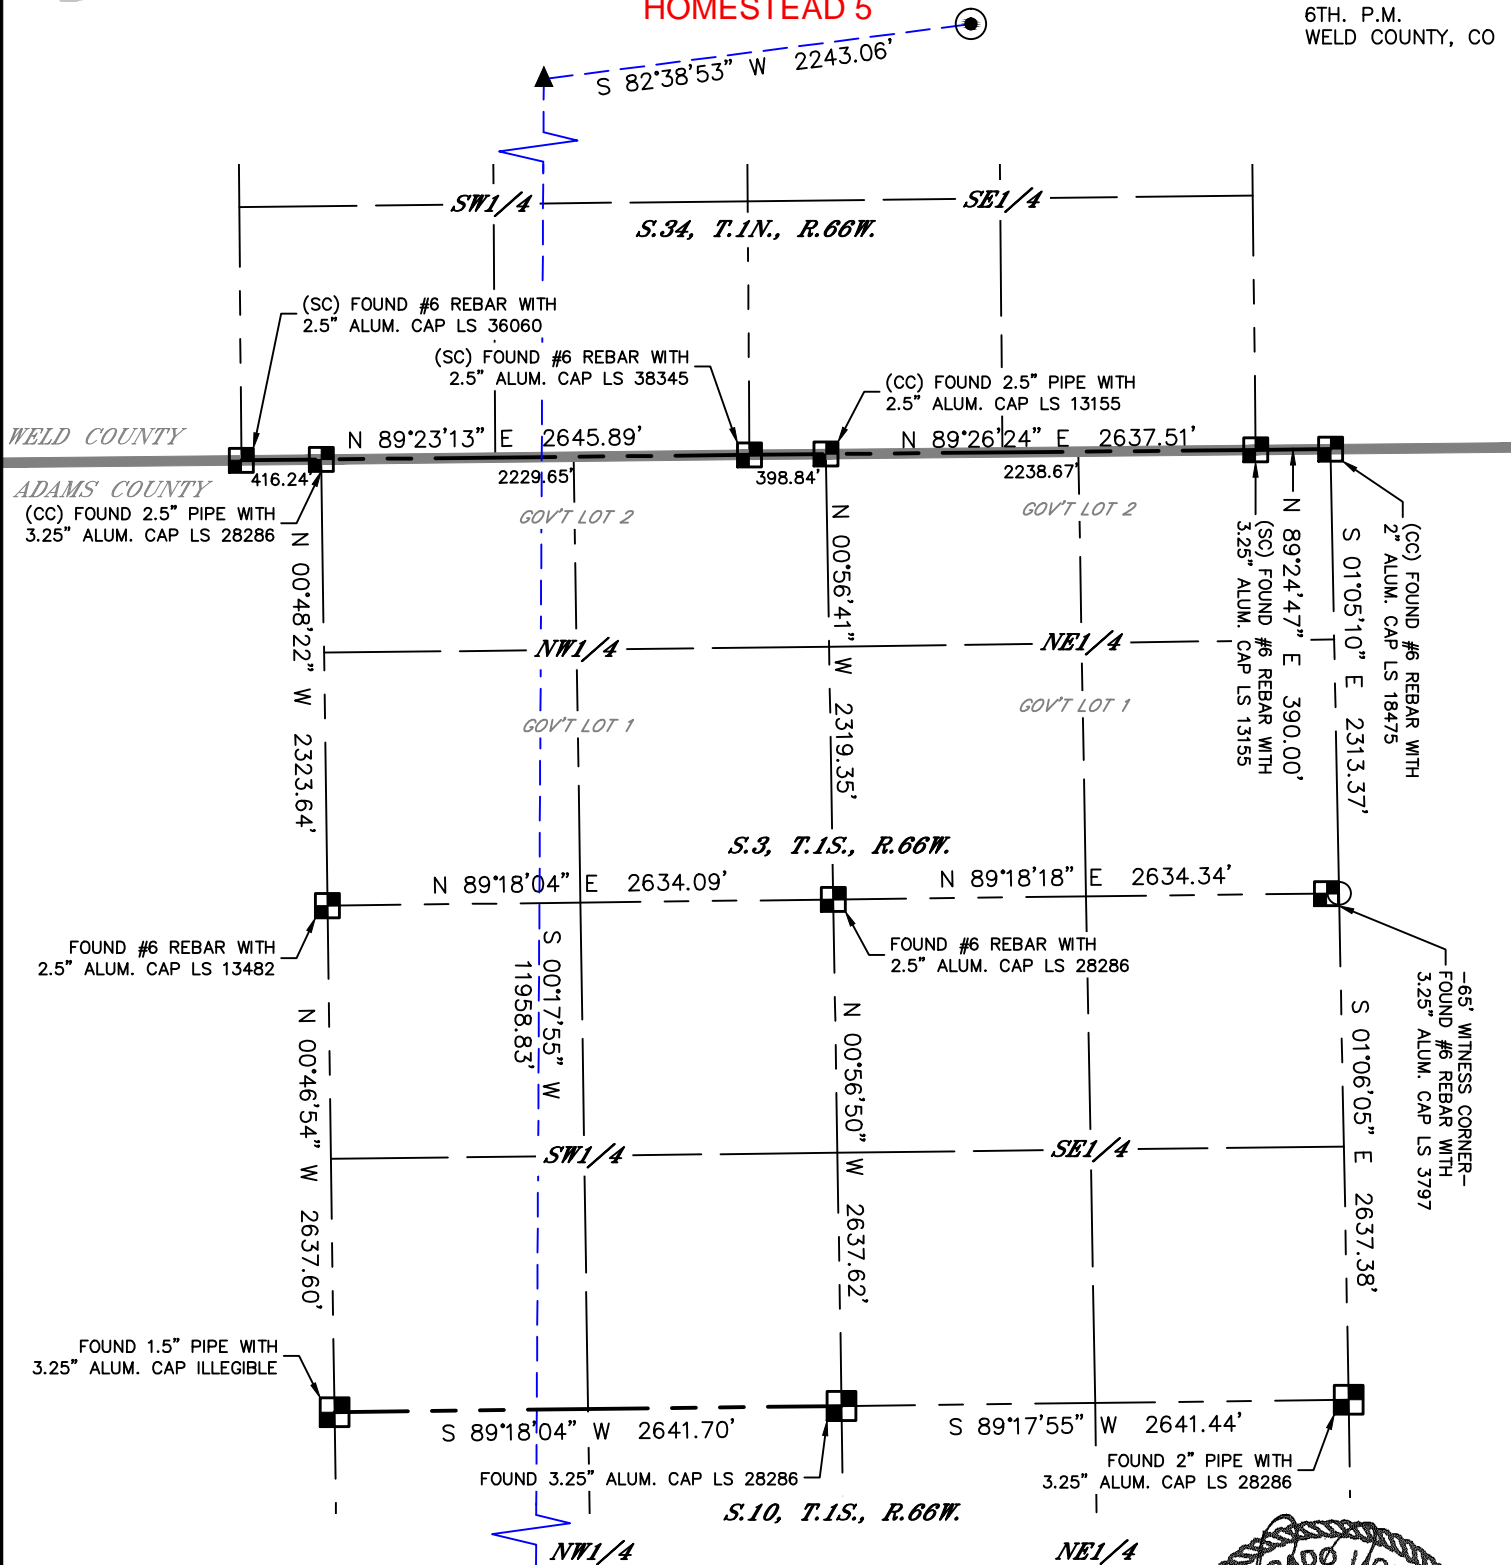 HOMESTEAD 5
6TH. P.M.
WELD COUNTY, CO
S 82°38'53" W 2243.06'
SW1/4
SE1/4
S.34, T.1N., R.66W.
(SC) FOUND #6 REBAR WITH
2.5" ALUM. CAP LS 36060
(SC) FOUND #6 REBAR WITH
2.5" ALUM. CAP LS 38345
(CC) FOUND 2.5" PIPE WITH
2.5" ALUM. CAP LS 13155
WELD COUNTY
N 89°23'13" E 2645.89'
N 89°26'24" E 2637.51'
416.24'
2229.65'
398.84'
2238.67'
ADAMS COUNTY
(CC) FOUND 2.5" PIPE WITH
3.25" ALUM. CAP LS 28286
GOV'T LOT 2
GOV'T LOT 2
N 00°48'22" W 2323.64'
N 00°56'41" W 2319.35'
(SC) FOUND #6 REBAR WITH
3.25" ALUM. CAP LS 13155
N 89°24'47" E 390.00'
S 01°05'10" E 2313.37'
(CC) FOUND #6 REBAR WITH
2" ALUM. CAP LS 18475
NW1/4
NE1/4
GOV'T LOT 1
GOV'T LOT 1
S.3, T.1S., R.66W.
N 89°18'04" E 2634.09'
N 89°18'18" E 2634.34'
FOUND #6 REBAR WITH
2.5" ALUM. CAP LS 13482
S 00°17'55" W
11958.83'
FOUND #6 REBAR WITH
2.5" ALUM. CAP LS 28286
-65' WITNESS CORNER-
FOUND #6 REBAR WITH
3.25" ALUM. CAP LS 3797
N 00°46'54" W 2637.60'
N 00°56'50" W 2637.62'
S 01°06'05" E 2637.38'
SW1/4
SE1/4
FOUND 1.5" PIPE WITH
3.25" ALUM. CAP ILLEGIBLE
S 89°18'04" W 2641.70'
S 89°17'55" W 2641.44'
FOUND 3.25" ALUM. CAP LS 28286
FOUND 2" PIPE WITH
3.25" ALUM. CAP LS 28286
S.10, T.1S., R.66W.
NW1/4
NE1/4